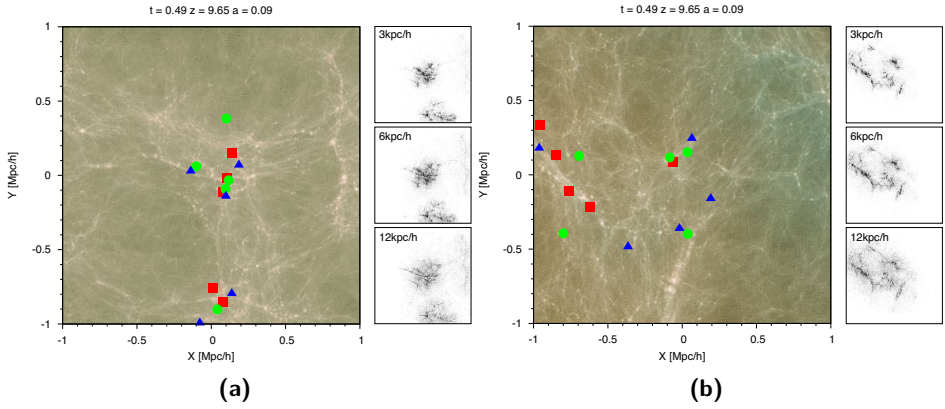 t = 0.49 z = 9.65 a = 0.09
1
0.5
0
-0.5
-1
-1 -0.5 0 0.5 1
Y [Mpc/h]
X [Mpc/h]
3kpc/h
6kpc/h
12kpc/h
(a)
t = 0.49 z = 9.65 a = 0.09
1
0.5
0
-0.5
-1
-1 -0.5 0 0.5 1
Y [Mpc/h]
X [Mpc/h]
3kpc/h
6kpc/h
12kpc/h
(b)